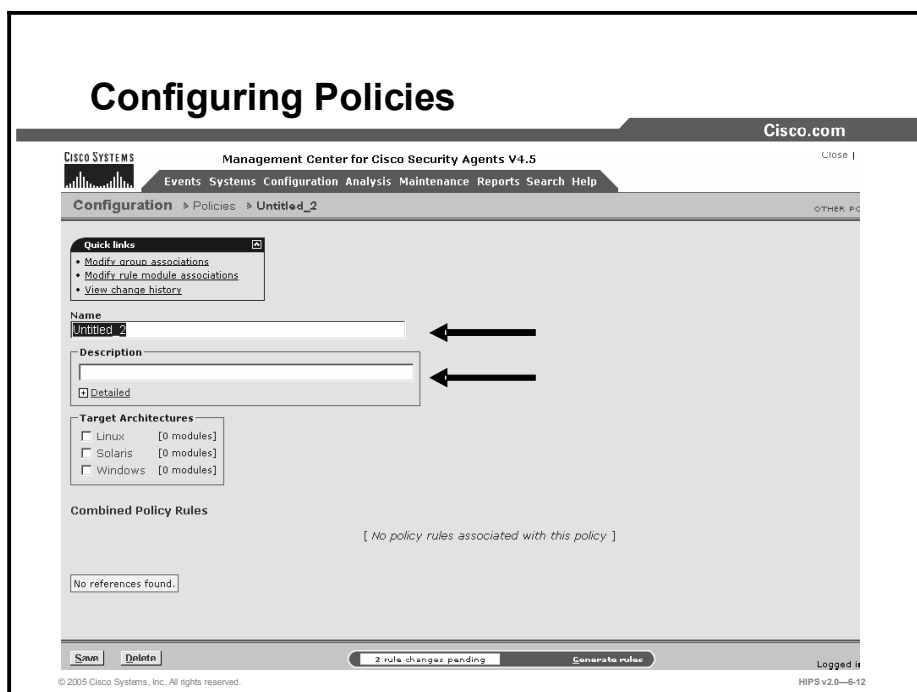 Configuring Policies
Cisco.com
CISCO SYSTEMS
Management Center for Cisco Security Agents V4.5
Close |
Events Systems Configuration Analysis Maintenance Reports Search Help
Configuration > Policies > Untitled_2
OTHER PO
Quick links
• Modify group associations
• Modify rule module associations
• View change history
Name
Untitled_2
Description
+ Detailed
Target Architectures
Linux [0 modules]
Solaris [0 modules]
Windows [0 modules]
Combined Policy Rules
[ No policy rules associated with this policy ]
No references found.
Save Delete 2 rule changes pending Generate rules
Logged i
© 2005 Cisco Systems, Inc. All rights reserved.
HIPS v2.0—6-12